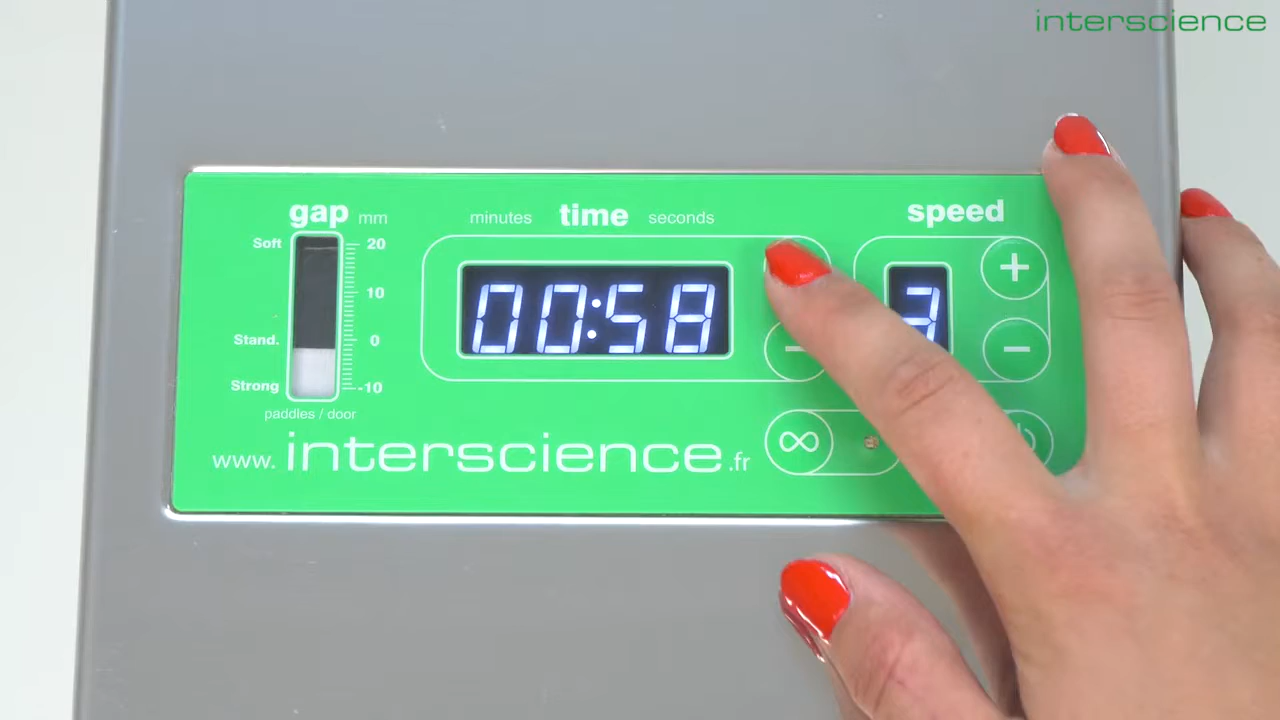 interscience
gap mm
minutes time seconds
speed
Soft
20
10
Stand.
0
Strong
-10
paddles / door
00:58
3
+
−
−
∞
www.interscience.fr